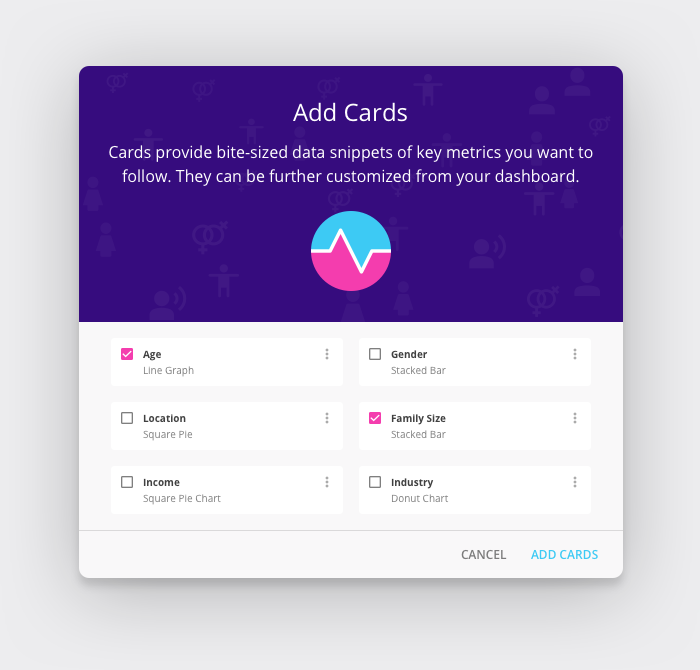 Add Cards
Cards provide bite-sized data snippets of key metrics you want to
follow. They can be further customized from your dashboard.
Age
Line Graph
Gender
Stacked Bar
Location
Square Pie
Family Size
Stacked Bar
Income
Square Pie Chart
Industry
Donut Chart
CANCEL
ADD CARDS